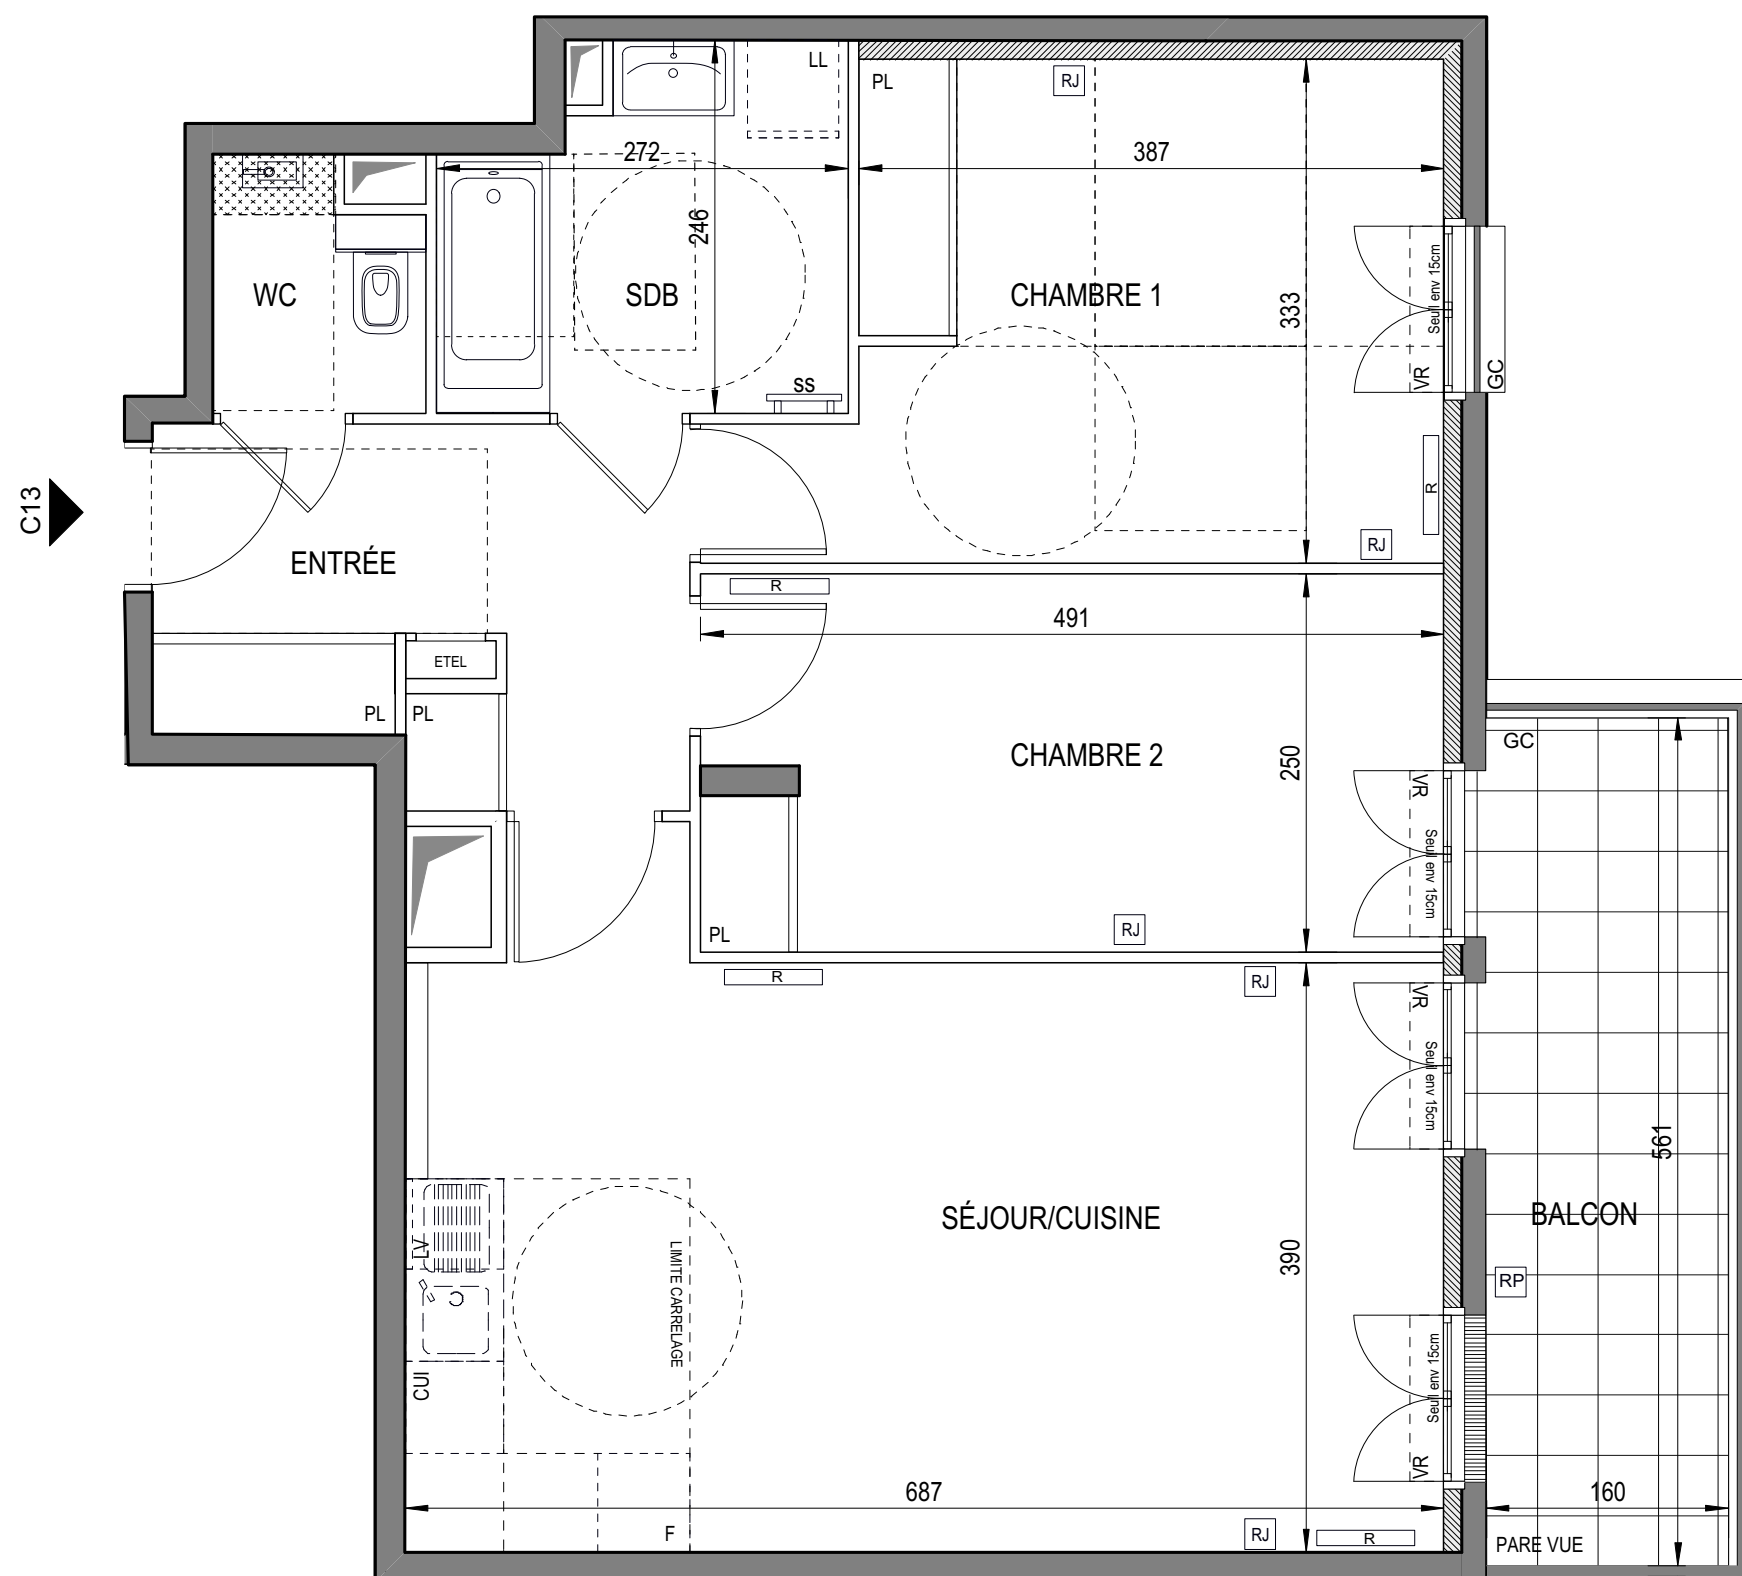 LL
PL
RJ
272
387
246
WC
SDB
CHAMBRE 1
333
Seuil env 15cm
VR
GC
SS
R
C13
RJ
ENTRÉE
R
491
ETEL
PL
PL
CHAMBRE 2
250
VR
Seuil env 15cm
GC
PL
RJ
R
RJ
VR
Seuil env 15cm
561
SÉJOUR/CUISINE
BALCON
LV
LIMITE CARRELAGE
390
RP
CUI
Seuil env 15cm
VR
687
160
F
RJ
R
PARE VUE